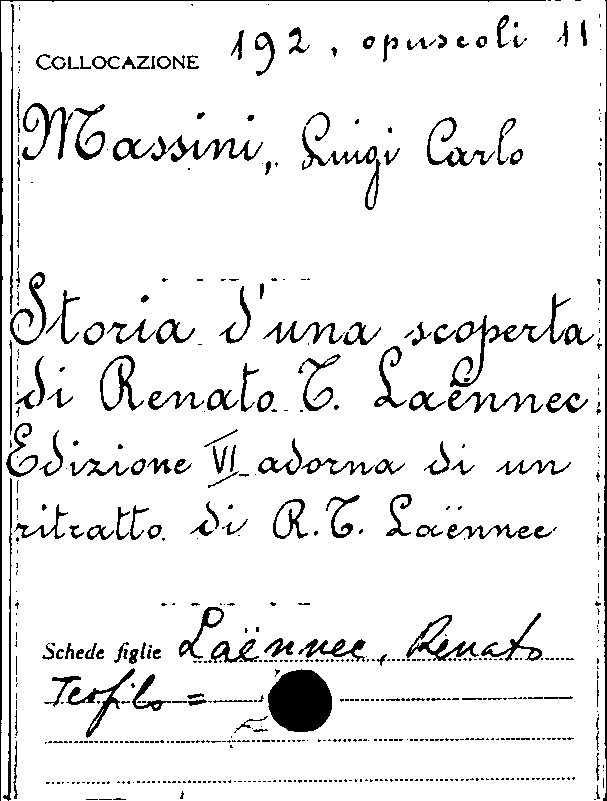 COLLOCAZIONE 192, opuscoli 11
Massini, Luigi Carlo
Storia d'una scoperta
di Renato T. Laënnec
Edizione VI adorna di un
ritratto di R. T. Laënnec
Schede figlie Laënnec, Renato
Teofilo =